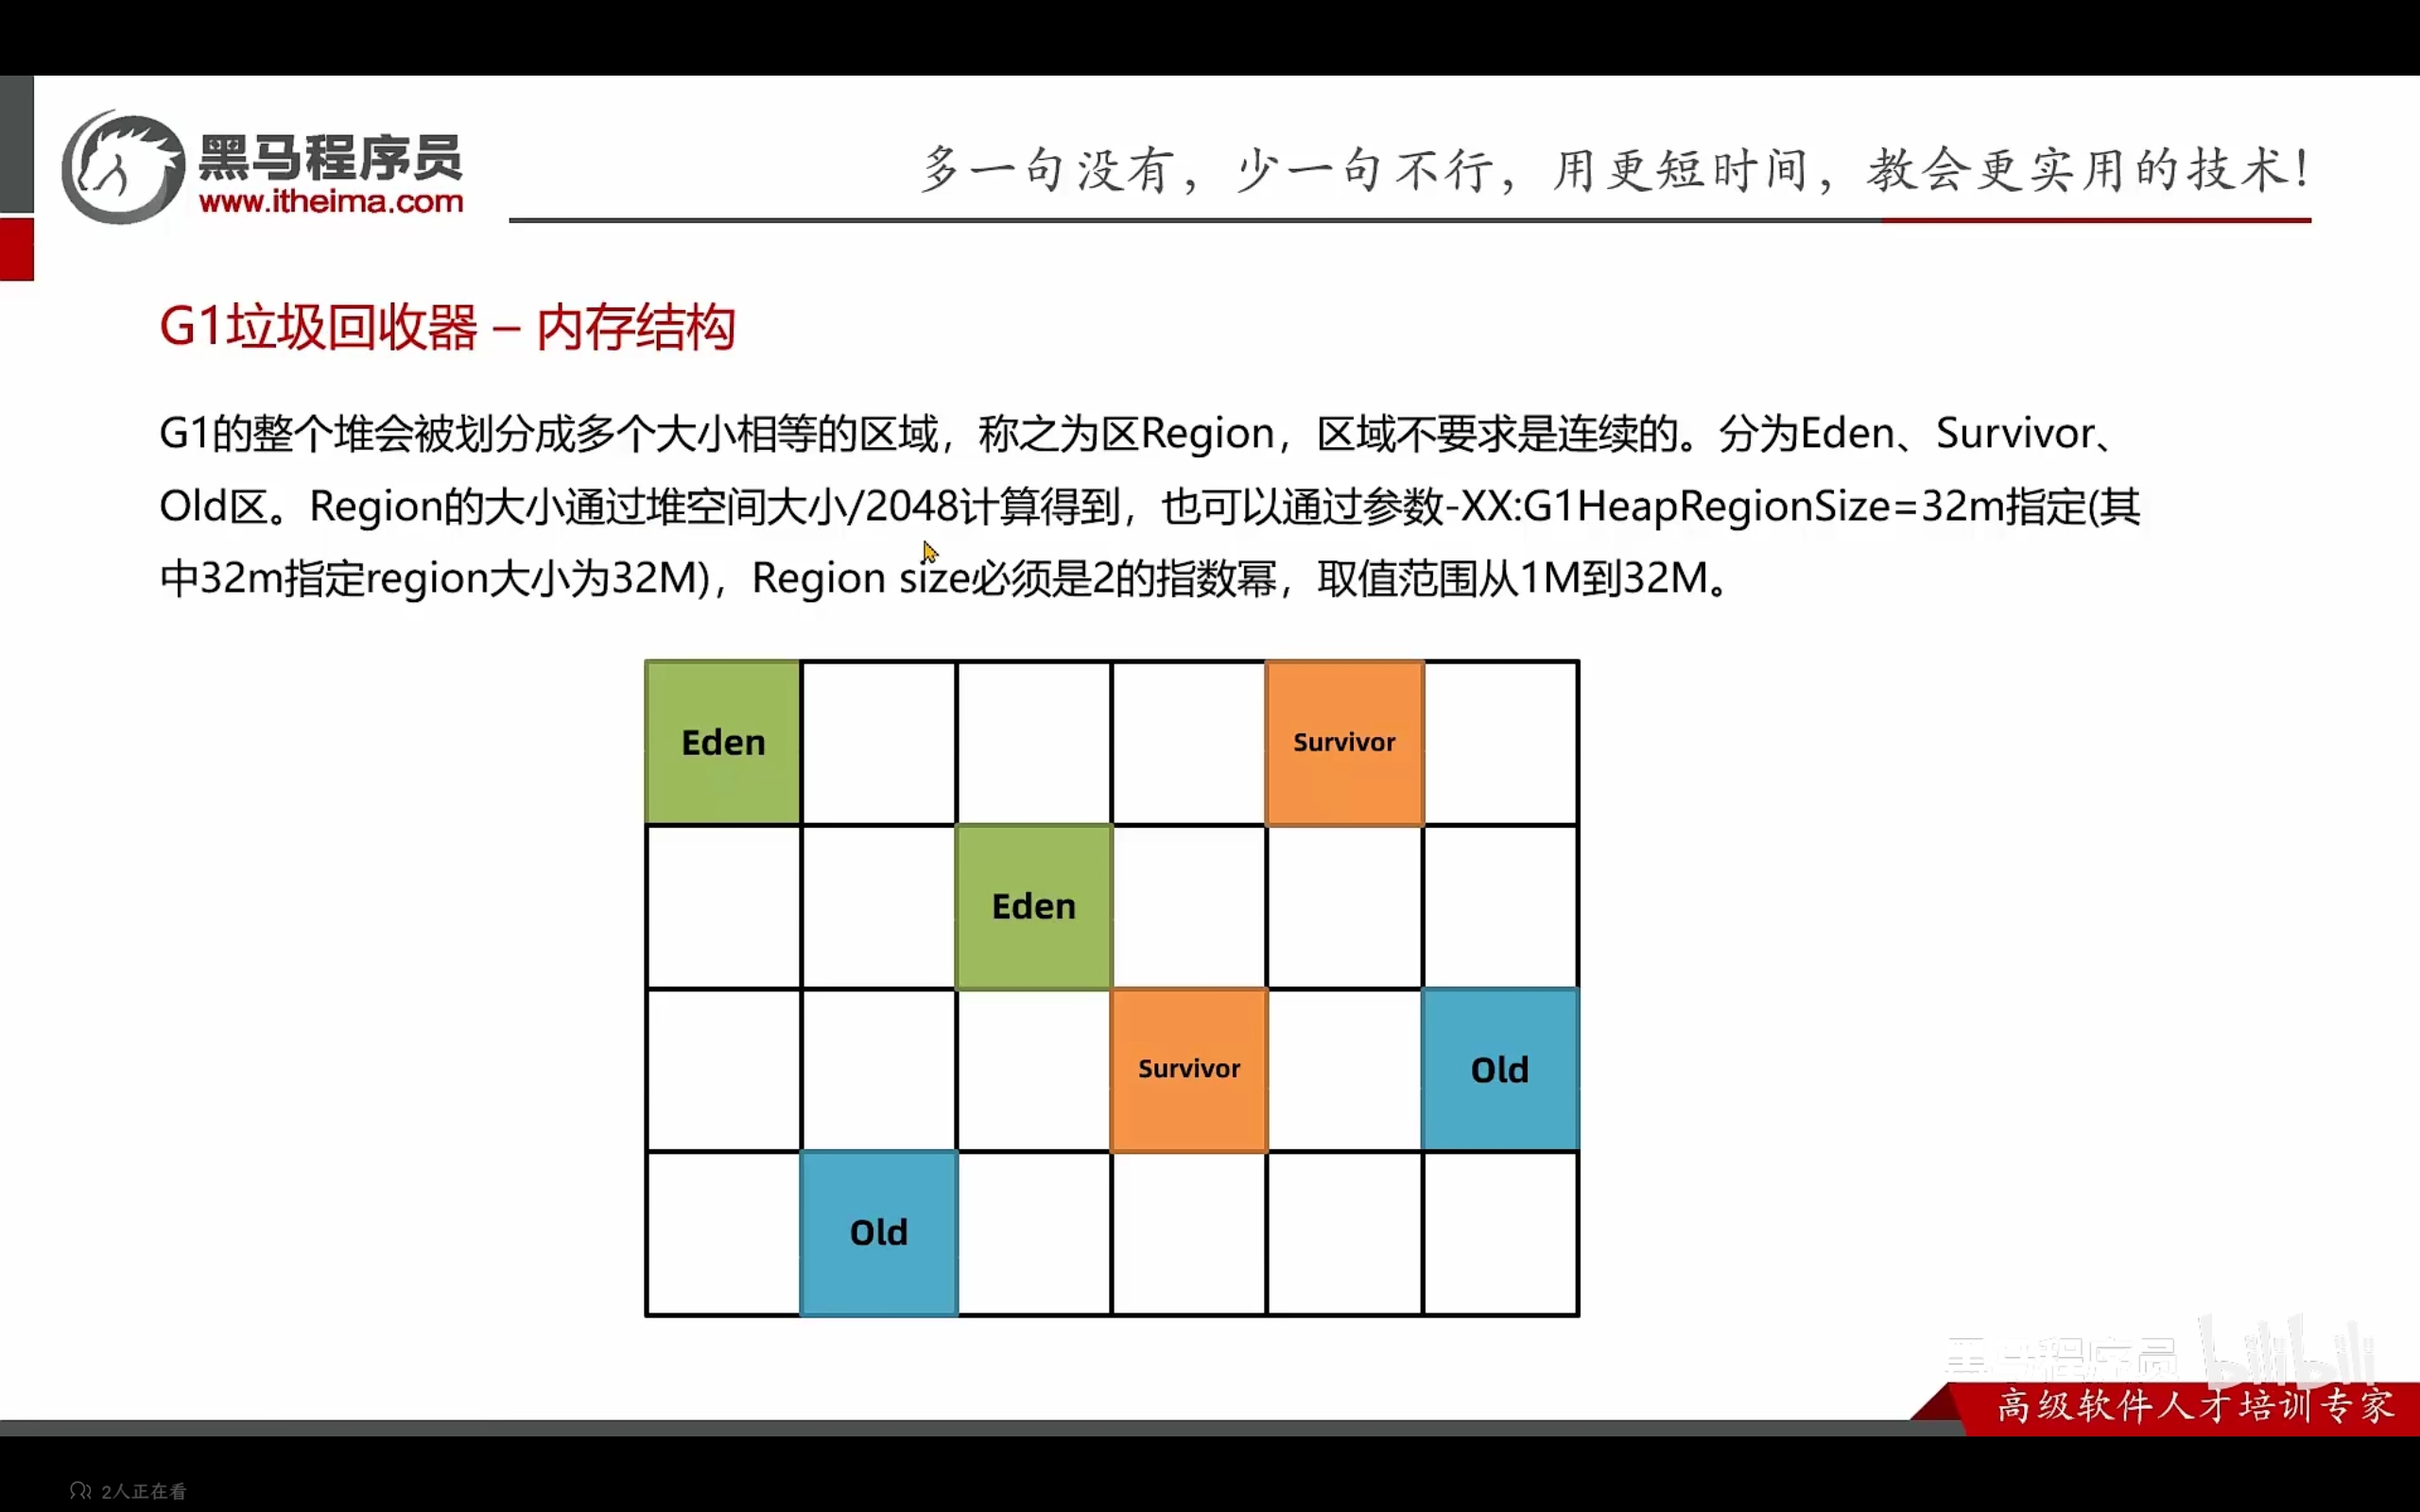 黑马程序员
www.itheima.com
多一句没有，少一句不行，用更短时间，教会更实用的技术！
G1垃圾回收器 – 内存结构
G1的整个堆会被划分成多个大小相等的区域，称之为区Region，区域不要求是连续的。分为Eden、Survivor、
Old区。Region的大小通过堆空间大小/2048计算得到，也可以通过参数-XX:G1HeapRegionSize=32m指定(其
中32m指定region大小为32M)，Region size必须是2的指数幂，取值范围从1M到32M。
Eden
Survivor
Eden
Survivor
Old
Old
黑马程序员 bilibili
高级软件人才培训专家
2人正在看